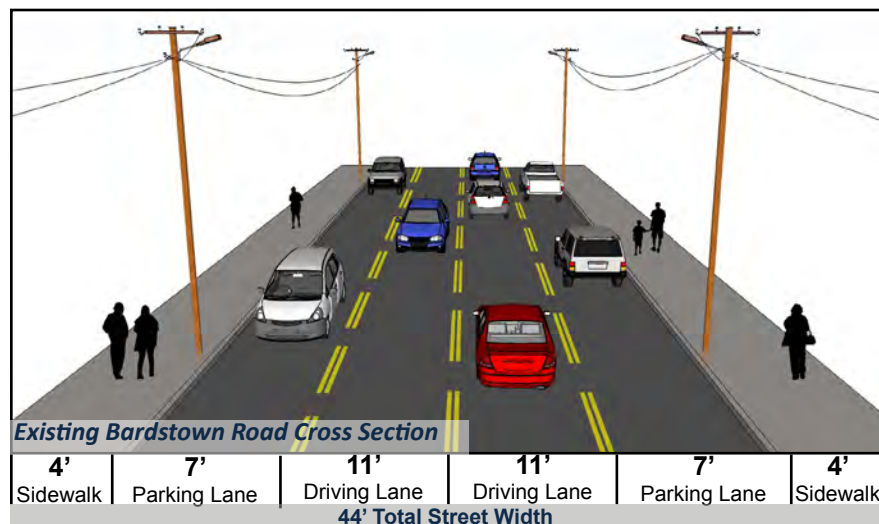 Existing Bardstown Road Cross Section
4' 7' 11' 11' 7' 4'
Sidewalk Parking Lane Driving Lane Driving Lane Parking Lane Sidewalk
44' Total Street Width